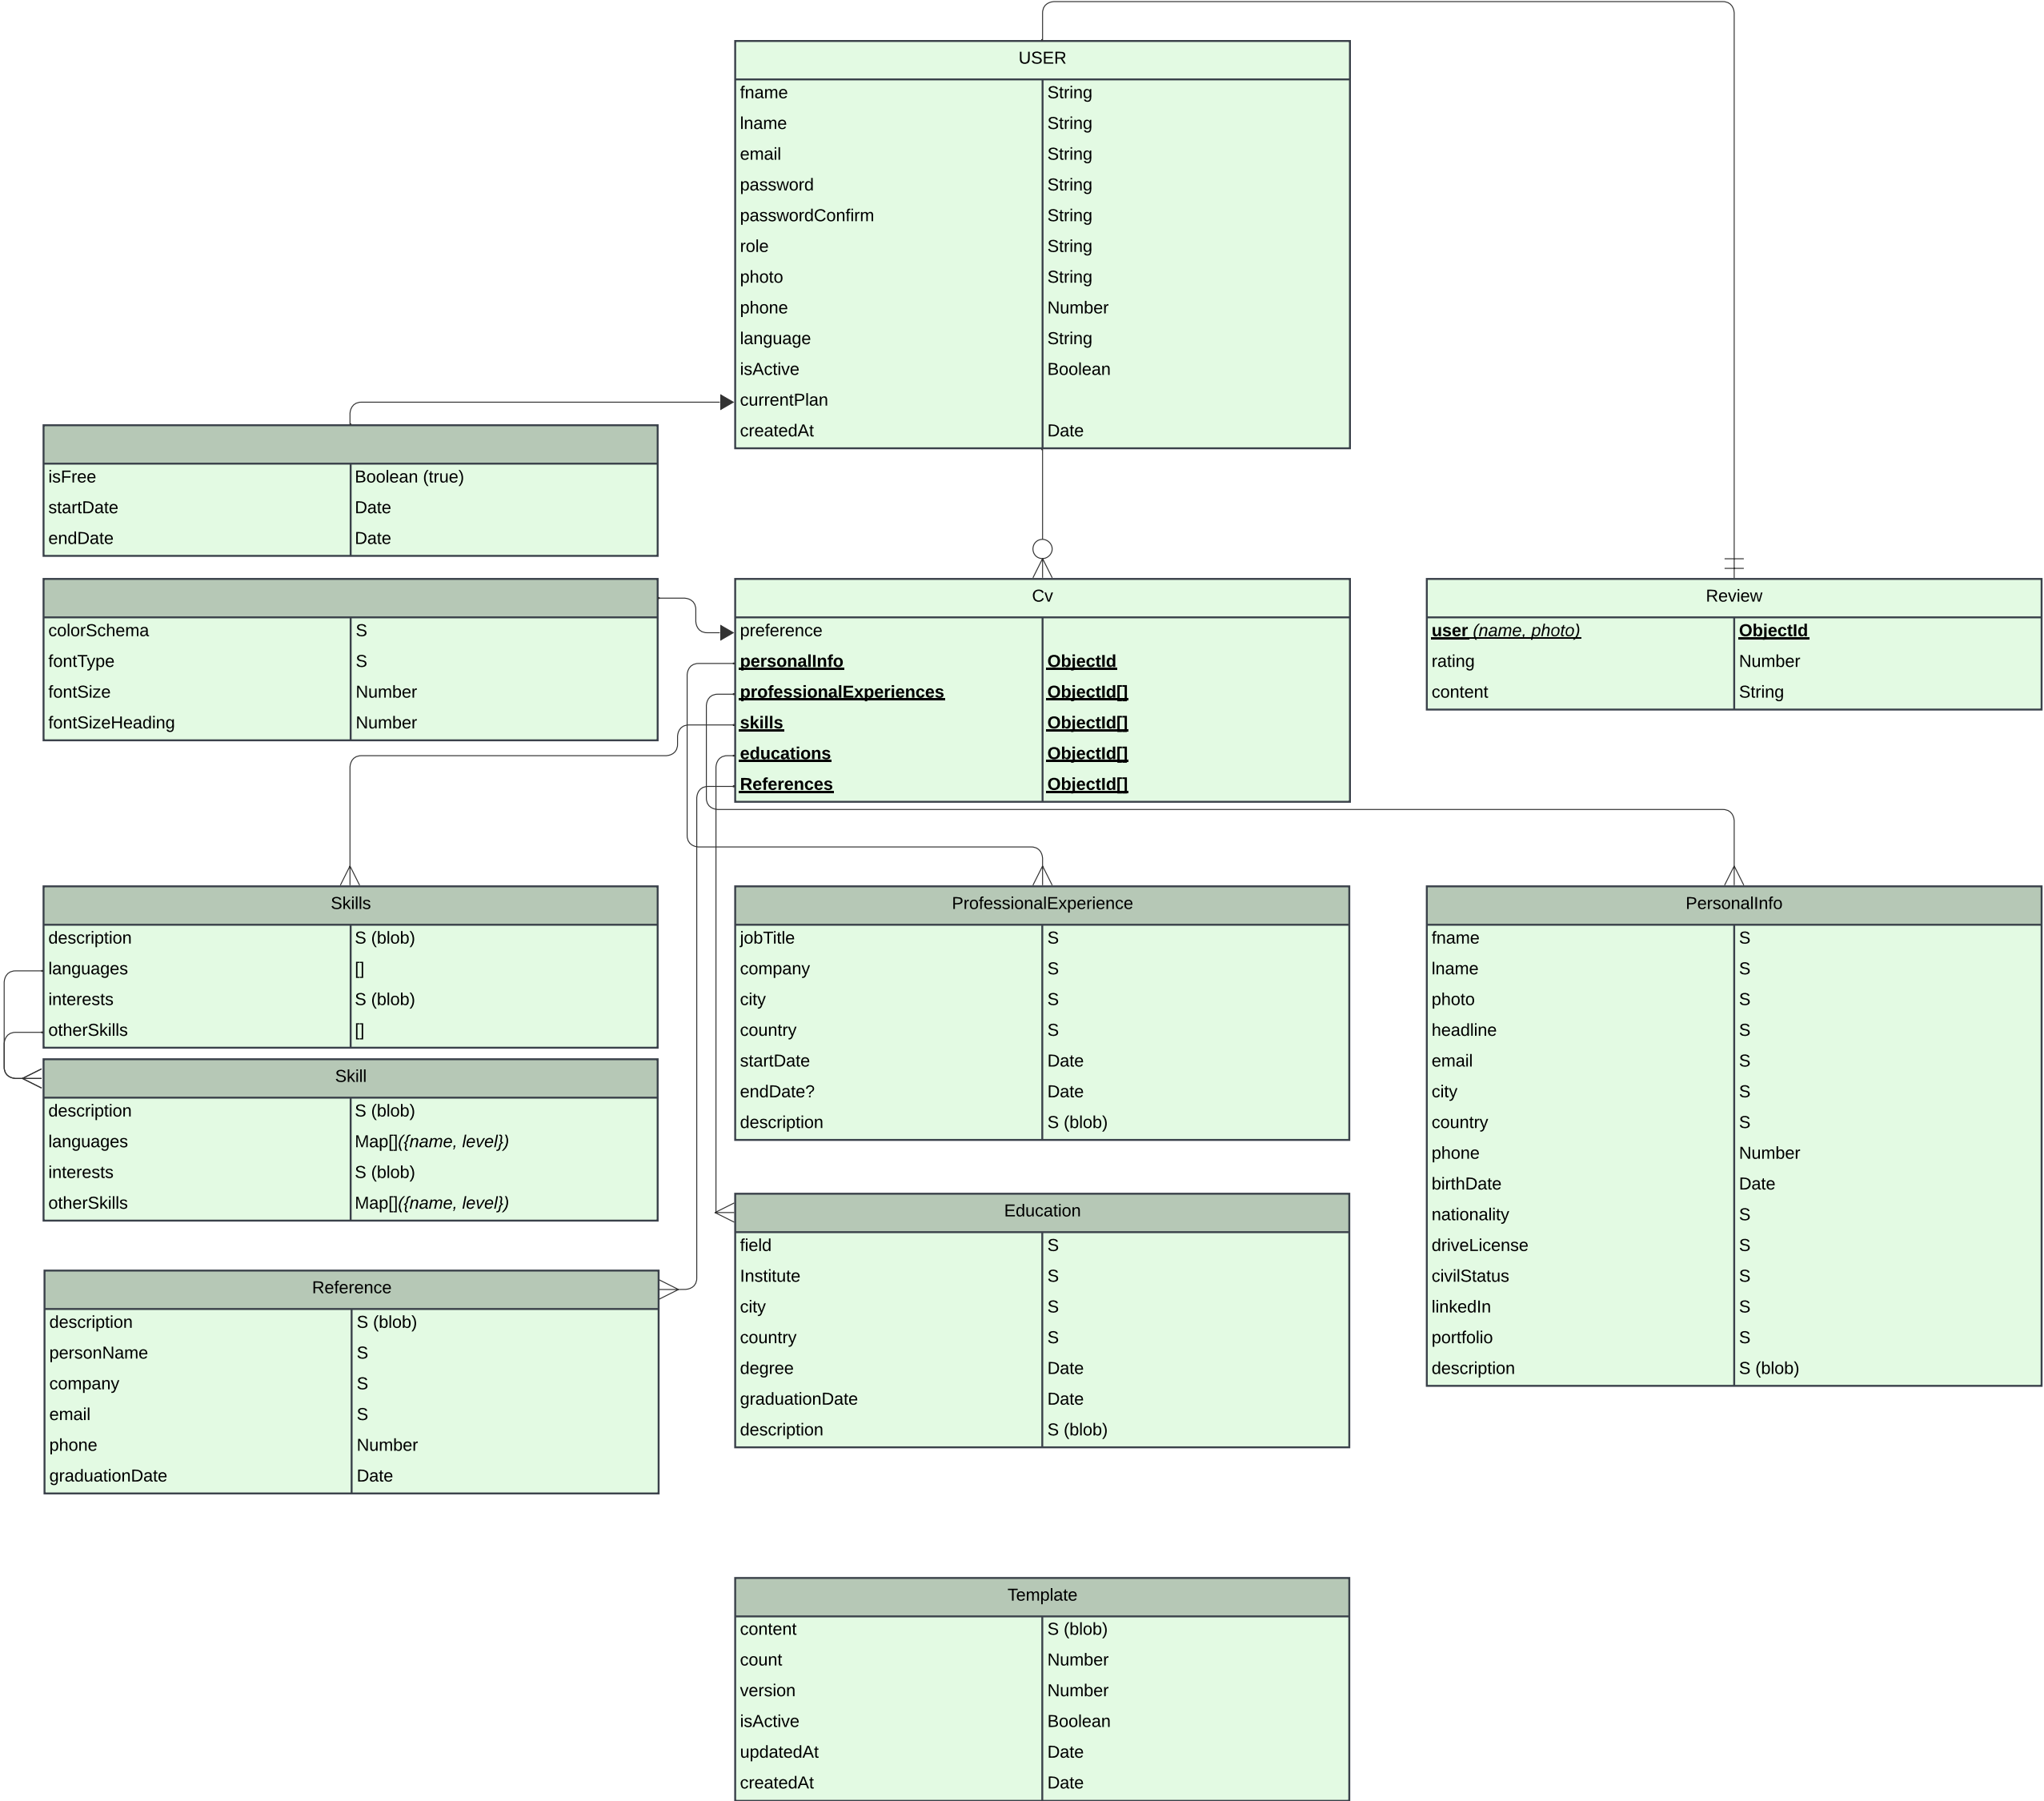 USER
fname String
lname String
email String
password String
passwordConfirm String
role String
photo String
phone Number
language String
isActive Boolean
currentPlan
createdAt Date
isFree Boolean (true)
startDate Date
endDate Date
colorSchema S
fontType S
fontSize Number
fontSizeHeading Number
Cv
preference
personalInfo ObjectId
professionalExperiences ObjectId[]
skills ObjectId[]
educations ObjectId[]
References ObjectId[]
Review
user (name, photo) ObjectId
rating Number
content String
Skills
description S (blob)
languages []
interests S (blob)
otherSkills []
Skill
description S (blob)
languages Map[]({name, level})
interests S (blob)
otherSkills Map[]({name, level})
Reference
description S (blob)
personName S
company S
email S
phone Number
graduationDate Date
ProfessionalExperience
jobTitle S
company S
city S
country S
startDate Date
endDate? Date
description S (blob)
Education
field S
Institute S
city S
country S
degree Date
graduationDate Date
description S (blob)
PersonalInfo
fname S
lname S
photo S
headline S
email S
city S
country S
phone Number
birthDate Date
nationality S
driveLicense S
civilStatus S
linkedIn S
portfolio S
description S (blob)
Template
content S (blob)
count Number
version Number
isActive Boolean
updatedAt Date
createdAt Date